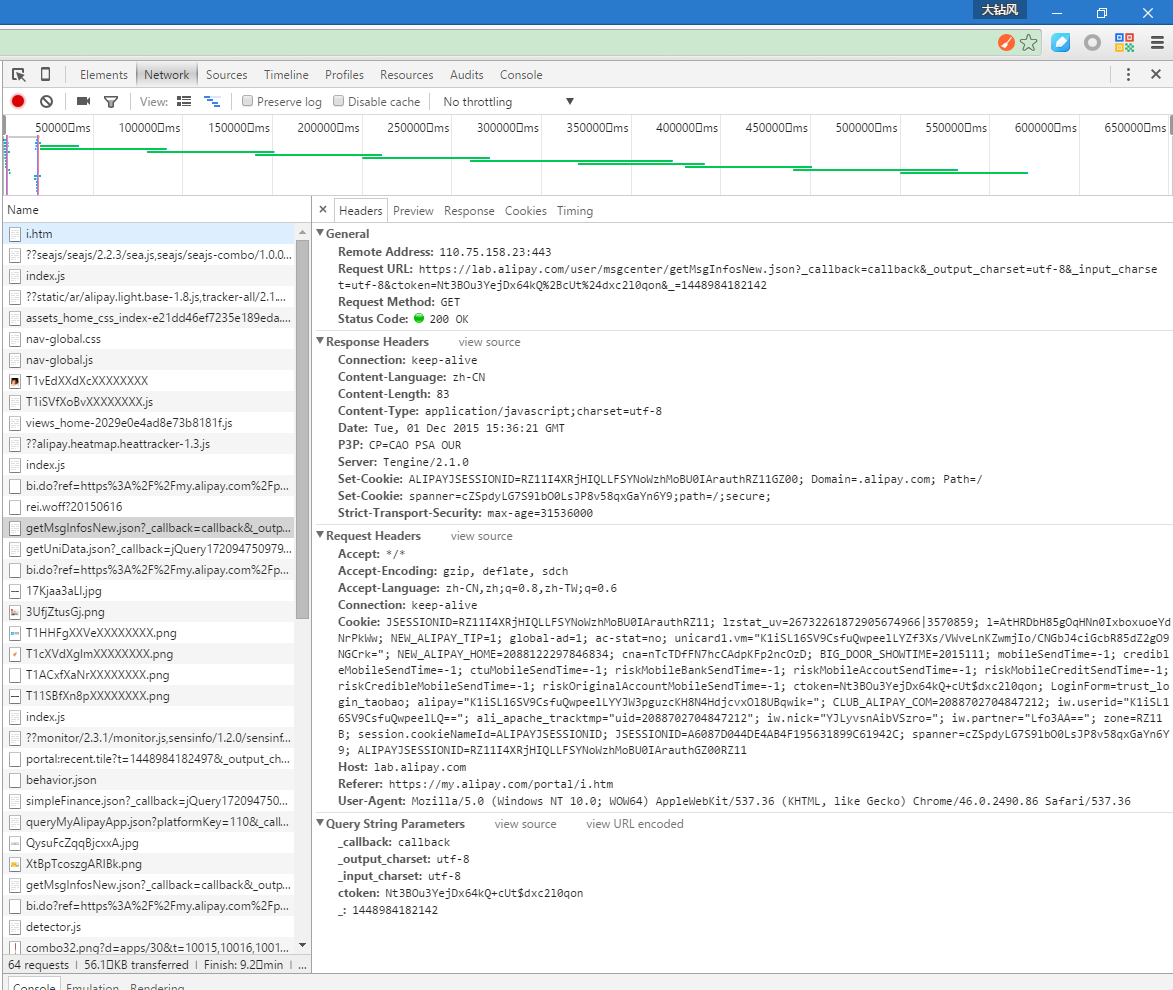 大钻风
Elements Network Sources Timeline Profiles Resources Audits Console
View: Preserve log Disable cache No throttling
50000ms 100000ms 150000ms 200000ms 250000ms 300000ms 350000ms 400000ms 450000ms 500000ms 550000ms 600000ms 650000ms
Name
i.htm
??seajs/seajs/2.2.3/sea.js,seajs/seajs-combo/1.0.0...
index.js
??static/ar/alipay.light.base-1.8.js,tracker-all/2.1....
assets_home_css_index-e21dd46ef7235e189eda....
nav-global.css
nav-global.js
T1vEdXXdXcXXXXXXXX
T1iSVfXoBvXXXXXXXX.js
views_home-2029e0e4ad8e73b8181f.js
??alipay.heatmap.heattracker-1.3.js
index.js
bi.do?ref=https%3A%2F%2Fmy.alipay.com%2Fp...
rei.woff?20150616
getMsgInfosNew.json?_callback=callback&_outp...
getUniData.json?_callback=jQuery172094750979...
bi.do?ref=https%3A%2F%2Fmy.alipay.com%2Fp...
17Kjaa3aLI.jpg
3UfjZtusGj.png
T1HHFgXXVeXXXXXXXX.png
T1cXVdXgImXXXXXXXX.png
T1ACxfXaNrXXXXXXXX.png
T11SBfXn8pXXXXXXXX.png
index.js
??monitor/2.3.1/monitor.js,sensinfo/1.2.0/sensinf...
portal:recent.tile?t=1448984182497&_output_ch...
behavior.json
simpleFinance.json?_callback=jQuery172094750...
queryMyAlipayApp.json?platformKey=110&_call...
QysuFcZqqBjcxxA.jpg
XtBpTcoszgARIBk.png
getMsgInfosNew.json?_callback=callback&_outp...
bi.do?ref=https%3A%2F%2Fmy.alipay.com%2Fp...
detector.js
combo32.png?d=apps/30&t=10015,10016,1001...
64 requests | 56.1 KB transferred | Finish: 9.2 min | ...
Headers Preview Response Cookies Timing
General
Remote Address: 110.75.158.23:443
Request URL: https://lab.alipay.com/user/msgcenter/getMsgInfosNew.json?_callback=callback&_output_charset=utf-8&_input_charse
t=utf-8&ctoken=Nt3BOu3YejDx64kQ%2BcUt%24dxc2l0qon&_=1448984182142
Request Method: GET
Status Code: 200 OK
Response Headers view source
Connection: keep-alive
Content-Language: zh-CN
Content-Length: 83
Content-Type: application/javascript;charset=utf-8
Date: Tue, 01 Dec 2015 15:36:21 GMT
P3P: CP=CAO PSA OUR
Server: Tengine/2.1.0
Set-Cookie: ALIPAYJSESSIONID=RZ11I4XRjHIQLLFSYNoWzhMoBU0IArauthRZ11GZ00; Domain=.alipay.com; Path=/
Set-Cookie: spanner=cZSpdyLG7S9lbO0LsJP8v58qxGaYn6Y9;path=/;secure;
Strict-Transport-Security: max-age=31536000
Request Headers view source
Accept: */*
Accept-Encoding: gzip, deflate, sdch
Accept-Language: zh-CN,zh;q=0.8,zh-TW;q=0.6
Connection: keep-alive
Cookie: JSESSIONID=RZ11I4XRjHIQLLFSYNoWzhMoBU0IArauthRZ11; lzstat_uv=26732261872905674966|3570859; l=AtHRDbH85gOqHNn0IxboxuoeYd
NrPkWw; NEW_ALIPAY_TIP=1; global-ad=1; ac-stat=no; unicard1.vm="K1iSL16SV9CsfuQwpee1LYZf3Xs/VWveLnKZwmjIo/CNGbJ4ciGcbR85dZ2gO9
NGCrk="; NEW_ALIPAY_HOME=2088122297846834; cna=nTcTDfFN7hcCAdpKFp2ncOzD; BIG_DOOR_SHOWTIME=2015111; mobileSendTime=-1; credib
leMobileSendTime=-1; ctuMobileSendTime=-1; riskMobileBankSendTime=-1; riskMobileAccoutSendTime=-1; riskMobileCreditSendTime=-1;
riskCredibleMobileSendTime=-1; riskOriginalAccountMobileSendTime=-1; ctoken=Nt3BOu3YejDx64kQ+cUt$dxc2l0qon; LoginForm=trust_lo
gin_taobao; alipay="K1iSL16SV9CsfuQwpee1LYYJW3pguzcKH8N4HdjcvxOl8UBqwik="; CLUB_ALIPAY_COM=2088702704847212; iw.userid="K1iSL1
6SV9CsfuQwpee1LQ=="; ali_apache_tracktmp="uid=2088702704847212"; iw.nick="YJLyvsnAibVSzro="; iw.partner="Lfo3AA=="; zone=RZ11
B; session.cookieNameId=ALIPAYJSESSIONID; JSESSIONID=A6087D044DE4AB4F195631899C61942C; spanner=cZSpdyLG7S9lbO0LsJP8v58qxGaYn6Y
9; ALIPAYJSESSIONID=RZ11I4XRjHIQLLFSYNoWzhMoBU0IArauthGZ00RZ11
Host: lab.alipay.com
Referer: https://my.alipay.com/portal/i.htm
User-Agent: Mozilla/5.0 (Windows NT 10.0; WOW64) AppleWebKit/537.36 (KHTML, like Gecko) Chrome/46.0.2490.86 Safari/537.36
Query String Parameters view source view URL encoded
_callback: callback
_output_charset: utf-8
_input_charset: utf-8
ctoken: Nt3BOu3YejDx64kQ+cUt$dxc2l0qon
_: 1448984182142
Console Emulation Rendering